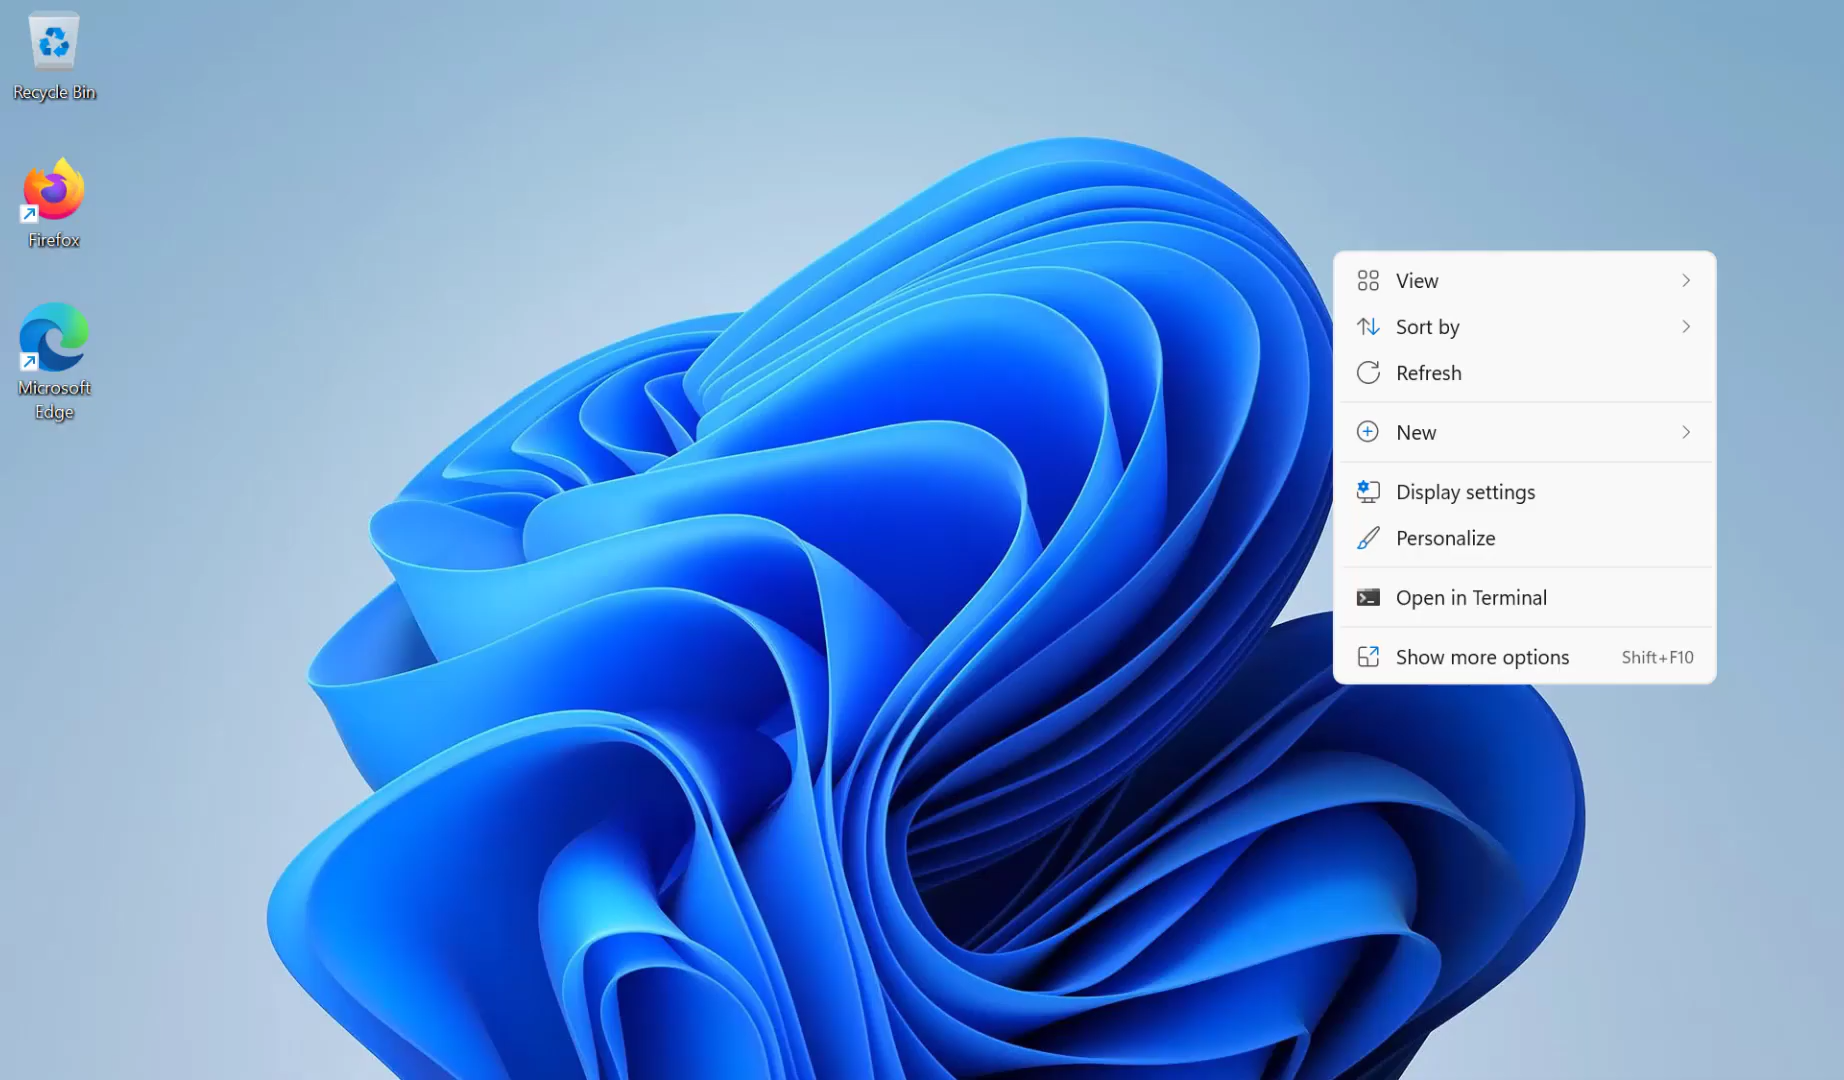 Recycle Bin
Firefox
Microsoft
Edge
View
Sort by
Refresh
New
Display settings
Personalize
Open in Terminal
Show more options Shift+F10